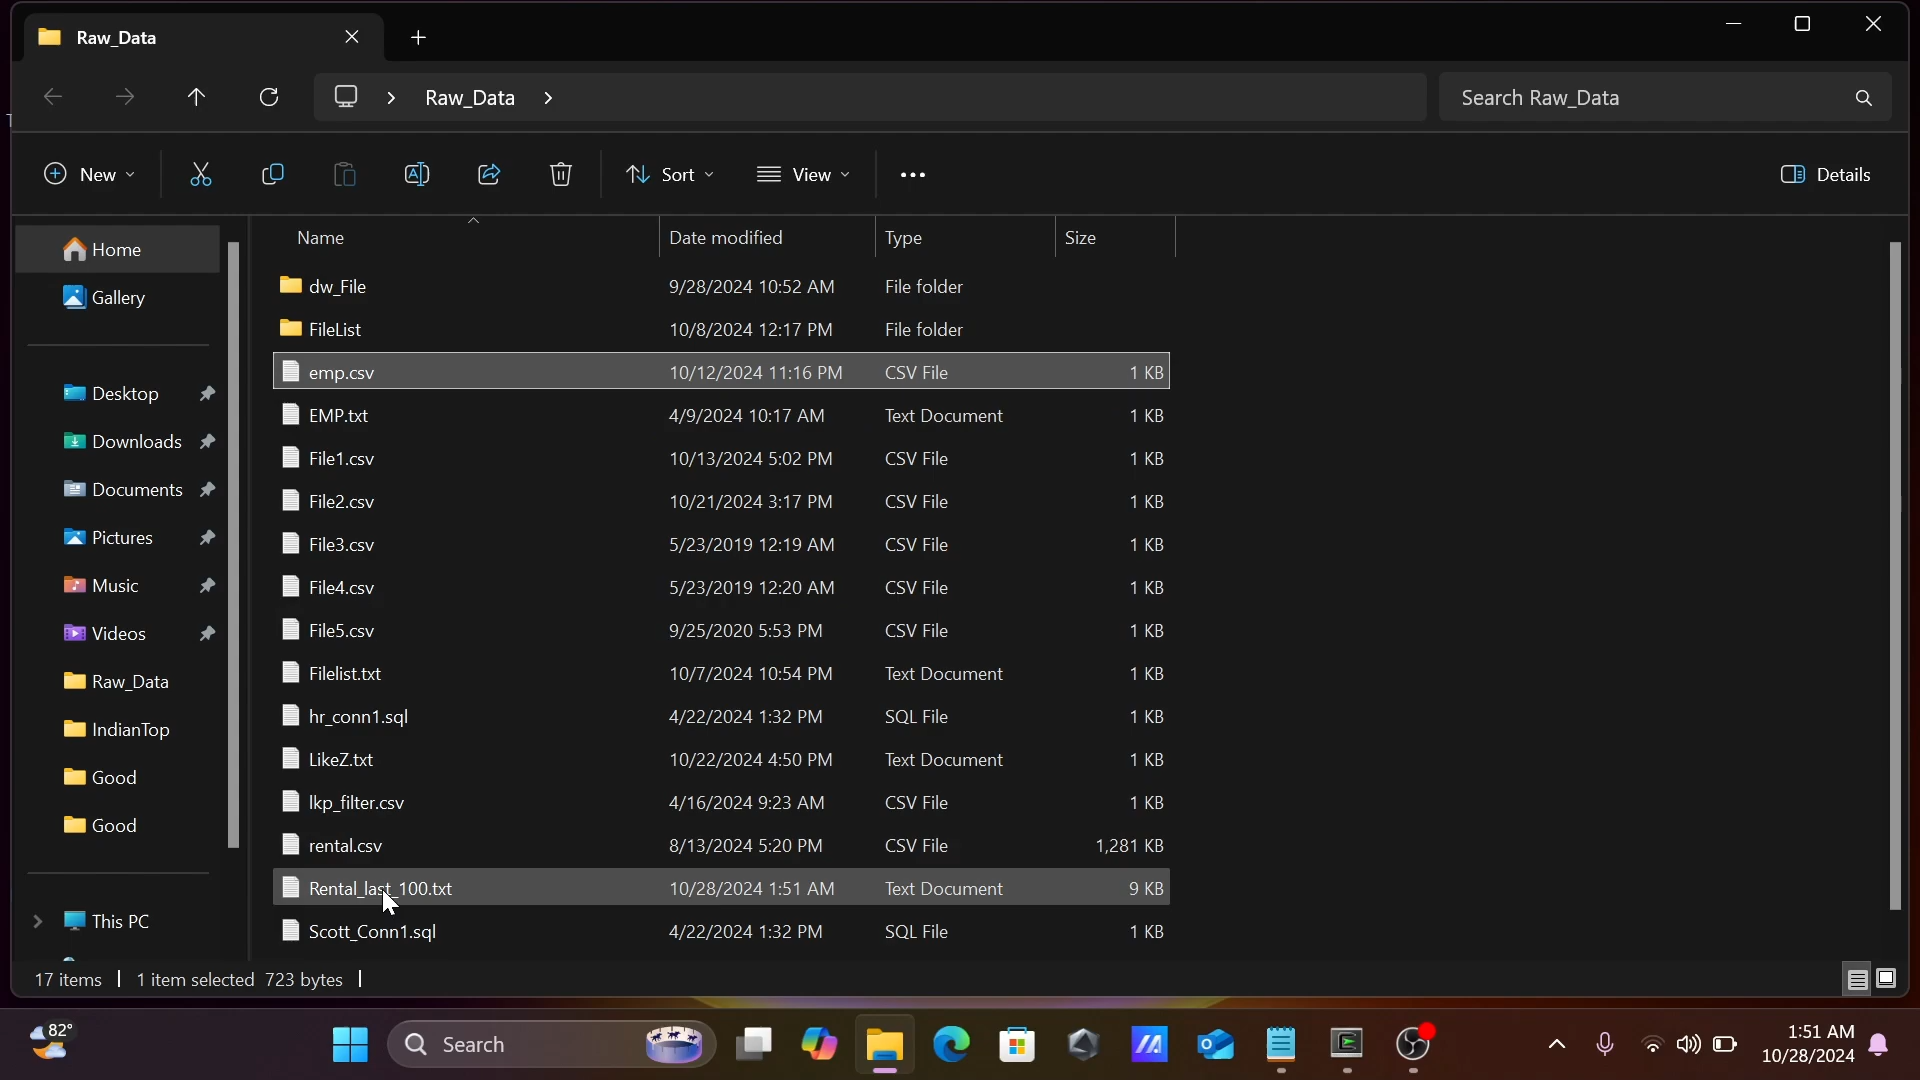 Raw_Data
Raw_Data
Search Raw_Data
New
Sort
View
Details
Name
Date modified
Type
Size
Home
Gallery
Desktop
Downloads
Documents
Pictures
Music
Videos
Raw_Data
IndianTop
Good
Good
This PC
dw_File 9/28/2024 10:52 AM File folder
FileList 10/8/2024 12:17 PM File folder
emp.csv 10/12/2024 11:16 PM CSV File 1 KB
EMP.txt 4/9/2024 10:17 AM Text Document 1 KB
File1.csv 10/13/2024 5:02 PM CSV File 1 KB
File2.csv 10/21/2024 3:17 PM CSV File 1 KB
File3.csv 5/23/2019 12:19 AM CSV File 1 KB
File4.csv 5/23/2019 12:20 AM CSV File 1 KB
File5.csv 9/25/2020 5:53 PM CSV File 1 KB
Filelist.txt 10/7/2024 10:54 PM Text Document 1 KB
hr_conn1.sql 4/22/2024 1:32 PM SQL File 1 KB
LikeZ.txt 10/22/2024 4:50 PM Text Document 1 KB
lkp_filter.csv 4/16/2024 9:23 AM CSV File 1 KB
rental.csv 8/13/2024 5:20 PM CSV File 1,281 KB
Rental_last_100.txt 10/28/2024 1:51 AM Text Document 9 KB
Scott_Conn1.sql 4/22/2024 1:32 PM SQL File 1 KB
17 items 1 item selected 723 bytes
82°
Search
1:51 AM
10/28/2024